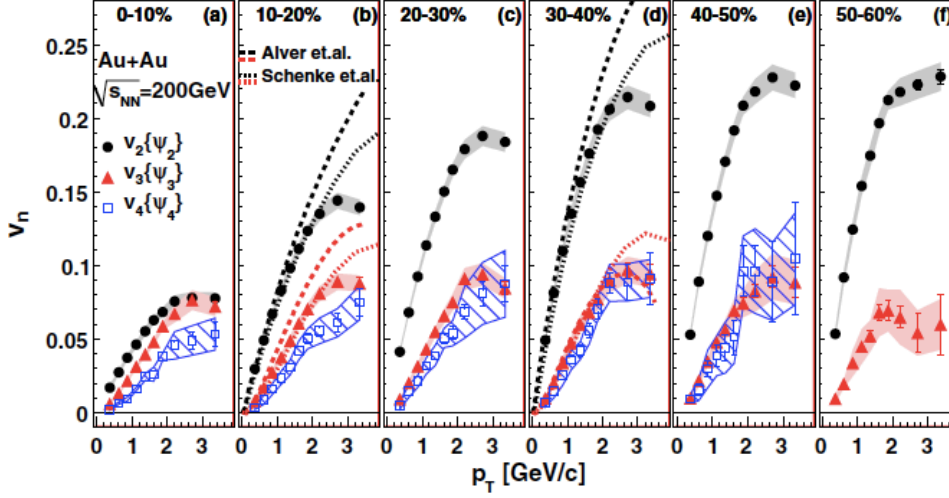 0-10% (a)
10-20% (b)
20-30% (c)
30-40% (d)
40-50% (e)
50-60% (f)
Au+Au
√s_NN=200GeV
v₂{ψ₂}
v₃{ψ₃}
v₄{ψ₄}
Alver et.al.
Schenke et.al.
v_n
0.25
0.2
0.15
0.1
0.05
0
0 1 2 3
0 1 2 3
0 1 2 3
0 1 2 3
0 1 2 3
0 1 2 3
p_T [GeV/c]